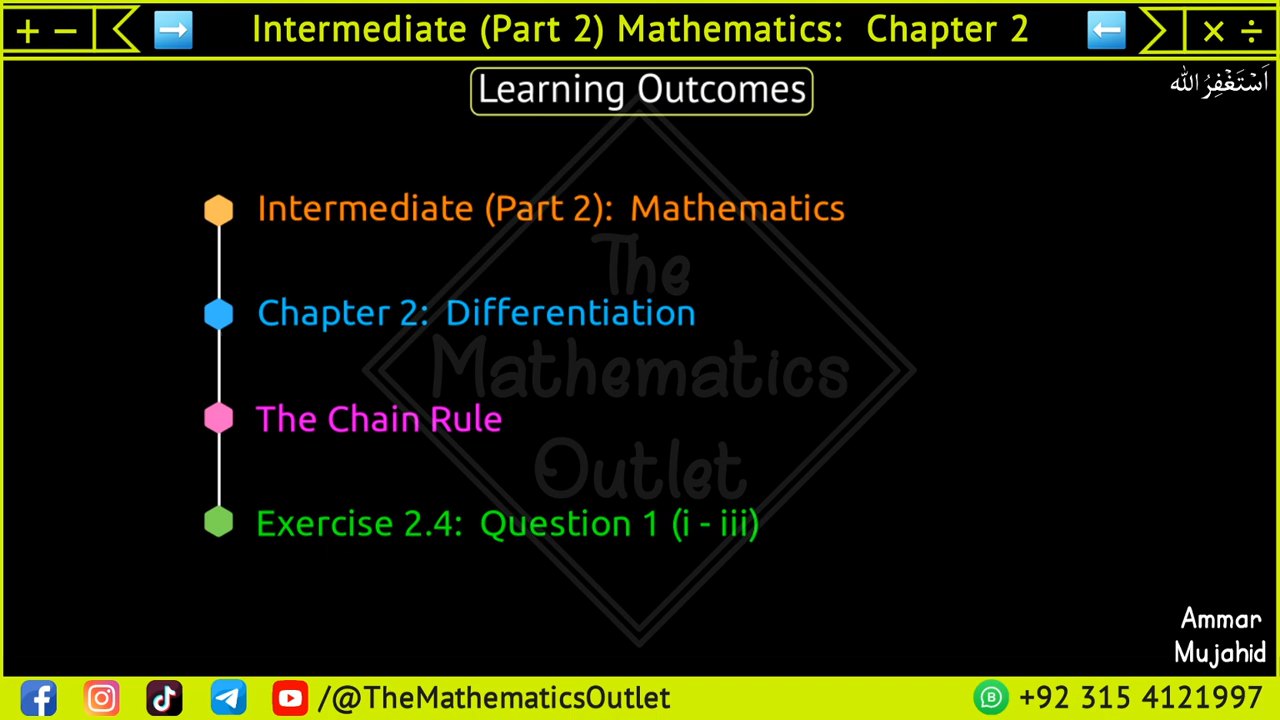 + − Intermediate (Part 2) Mathematics: Chapter 2 × ÷
Learning Outcomes
اَسْتَغْفِرُ اللّٰه
Intermediate (Part 2): Mathematics
Chapter 2: Differentiation
The Chain Rule
Exercise 2.4: Question 1 (i - iii)
The
Mathematics
Outlet
Ammar
Mujahid
/@TheMathematicsOutlet
+92 315 4121997